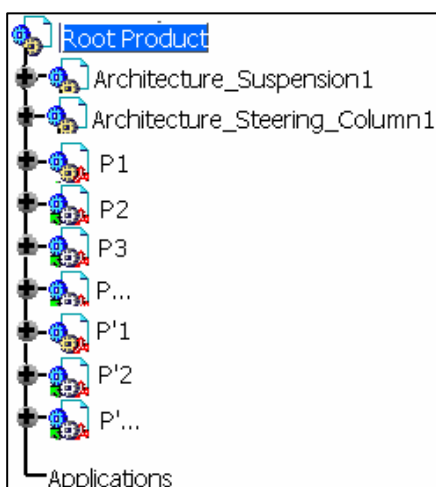 Root Product
Architecture_Suspension1
Architecture_Steering_Column1
P1
P2
P3
P...
P'1
P'2
P'...
Applications